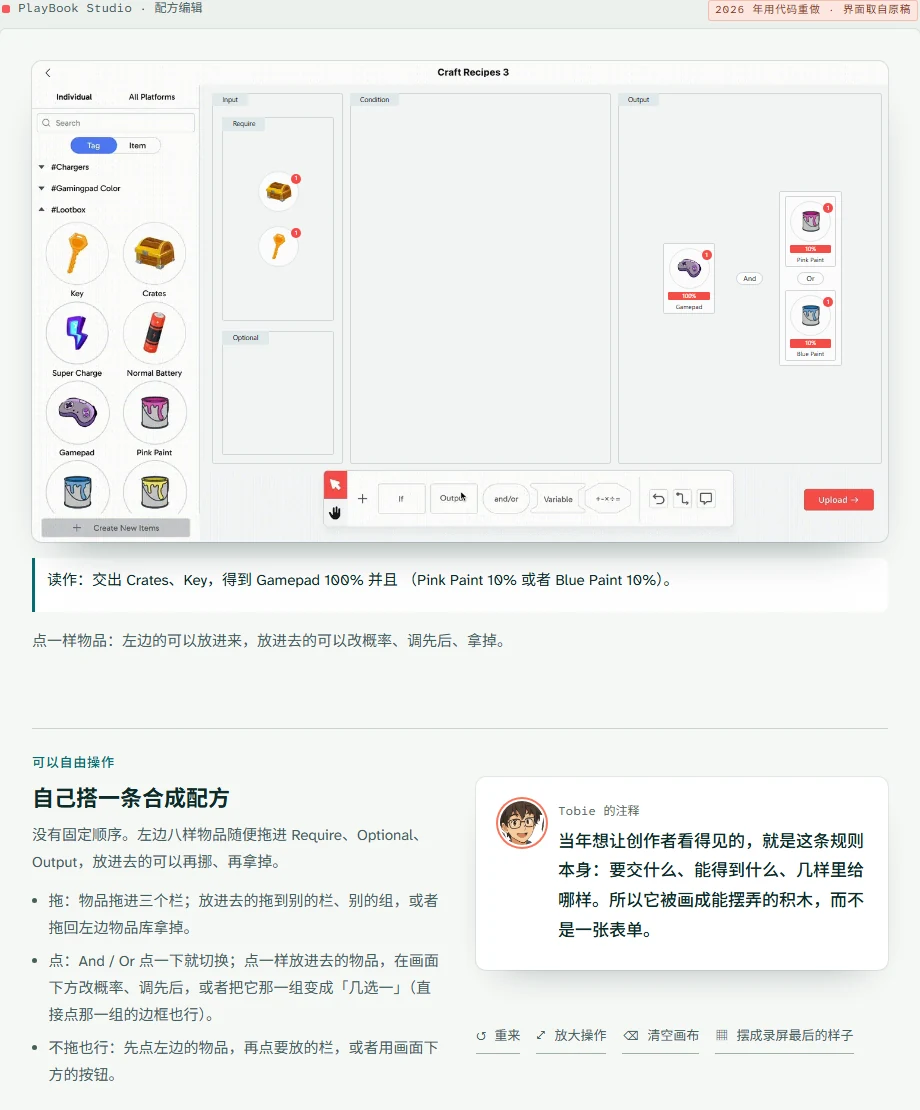 PlayBook Studio · 配方编辑
2026 年用代码重做 · 界面取自原稿
Craft Recipes 3
Individual
All Platforms
Search
Tag
Item
#Chargers
#Gamingpad Color
#Lootbox
Key
Crates
Super Charge
Normal Battery
Gamepad
Pink Paint
+ Create New Items
Input
Require
1
1
Optional
Condition
Output
1
100%
Gamepad
And
1
10%
Pink Paint
Or
1
10%
Blue Paint
+
If
Output
and/or
Variable
+-×÷=
Upload →
读作：交出 Crates、Key，得到 Gamepad 100% 并且 （Pink Paint 10% 或者 Blue Paint 10%）。
点一样物品：左边的可以放进来，放进去的可以改概率、调先后、拿掉。
可以自由操作
自己搭一条合成配方
没有固定顺序。左边八样物品随便拖进 Require、Optional、
Output，放进去的可以再挪、再拿掉。
• 拖：物品拖进三个栏；放进去的拖到别的栏、别的组，或者
拖回左边物品库拿掉。
• 点：And / Or 点一下就切换；点一样放进去的物品，在画面
下方改概率、调先后，或者把它那一组变成「几选一」（直
接点那一组的边框也行）。
• 不拖也行：先点左边的物品，再点要放的栏，或者用画面下
方的按钮。
Tobie 的注释
当年想让创作者看得见的，就是这条规则
本身：要交什么、能得到什么、几样里给
哪样。所以它被画成能摆弄的积木，而不
是一张表单。
↺ 重来
⤢ 放大操作
⌫ 清空画布
▦ 摆成录屏最后的样子